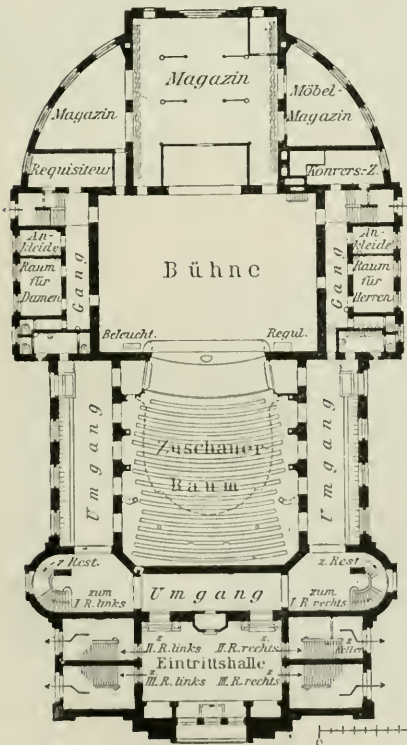 Magazin
Magazin
Möbel-
Magazin
Requisiteur
Konvers-Z.
An-
kleide
Raum
für
Damen
Gang
Bühne
Gang
An-
kleide
Raum
für
Herren
Beleucht.
Regul.
Umgang
Zuschauer
Raum
Umgang
z. Rest.
zum
I. R. links
Umgang
z. Rest.
zum
I. R. rechts
z.
II. R. links
z.
II. R. rechts
Eintrittshalle
III. R. links
III. R. rechts
z.
Keller